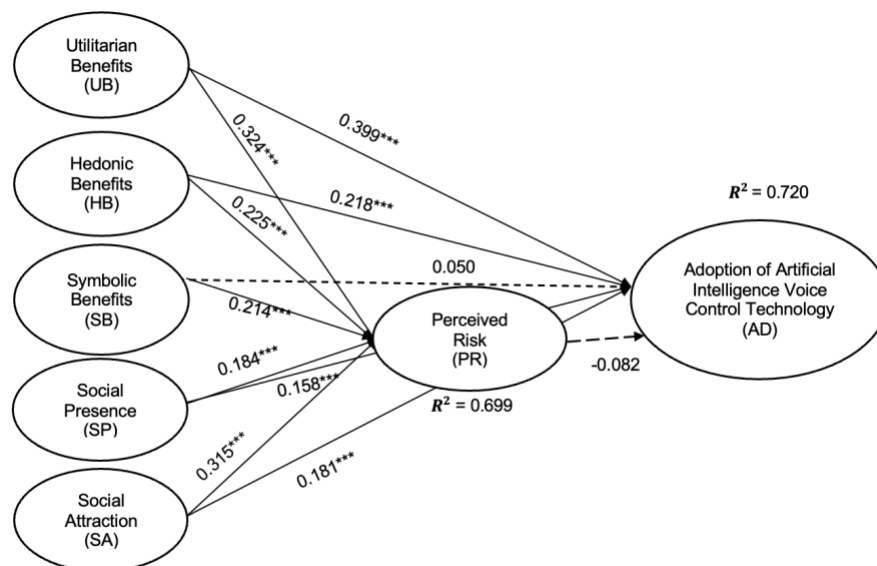 Utilitarian
Benefits
(UB)
0.399***
0.324***
Hedonic
Benefits
(HB)
0.218***
0.225***
R² = 0.720
Symbolic
Benefits
(SB)
0.050
0.214***
Adoption of Artificial
Intelligence Voice
Control Technology
(AD)
Perceived
Risk
(PR)
-0.082
R² = 0.699
Social
Presence
(SP)
0.184***
0.158***
Social
Attraction
(SA)
0.315***
0.181***